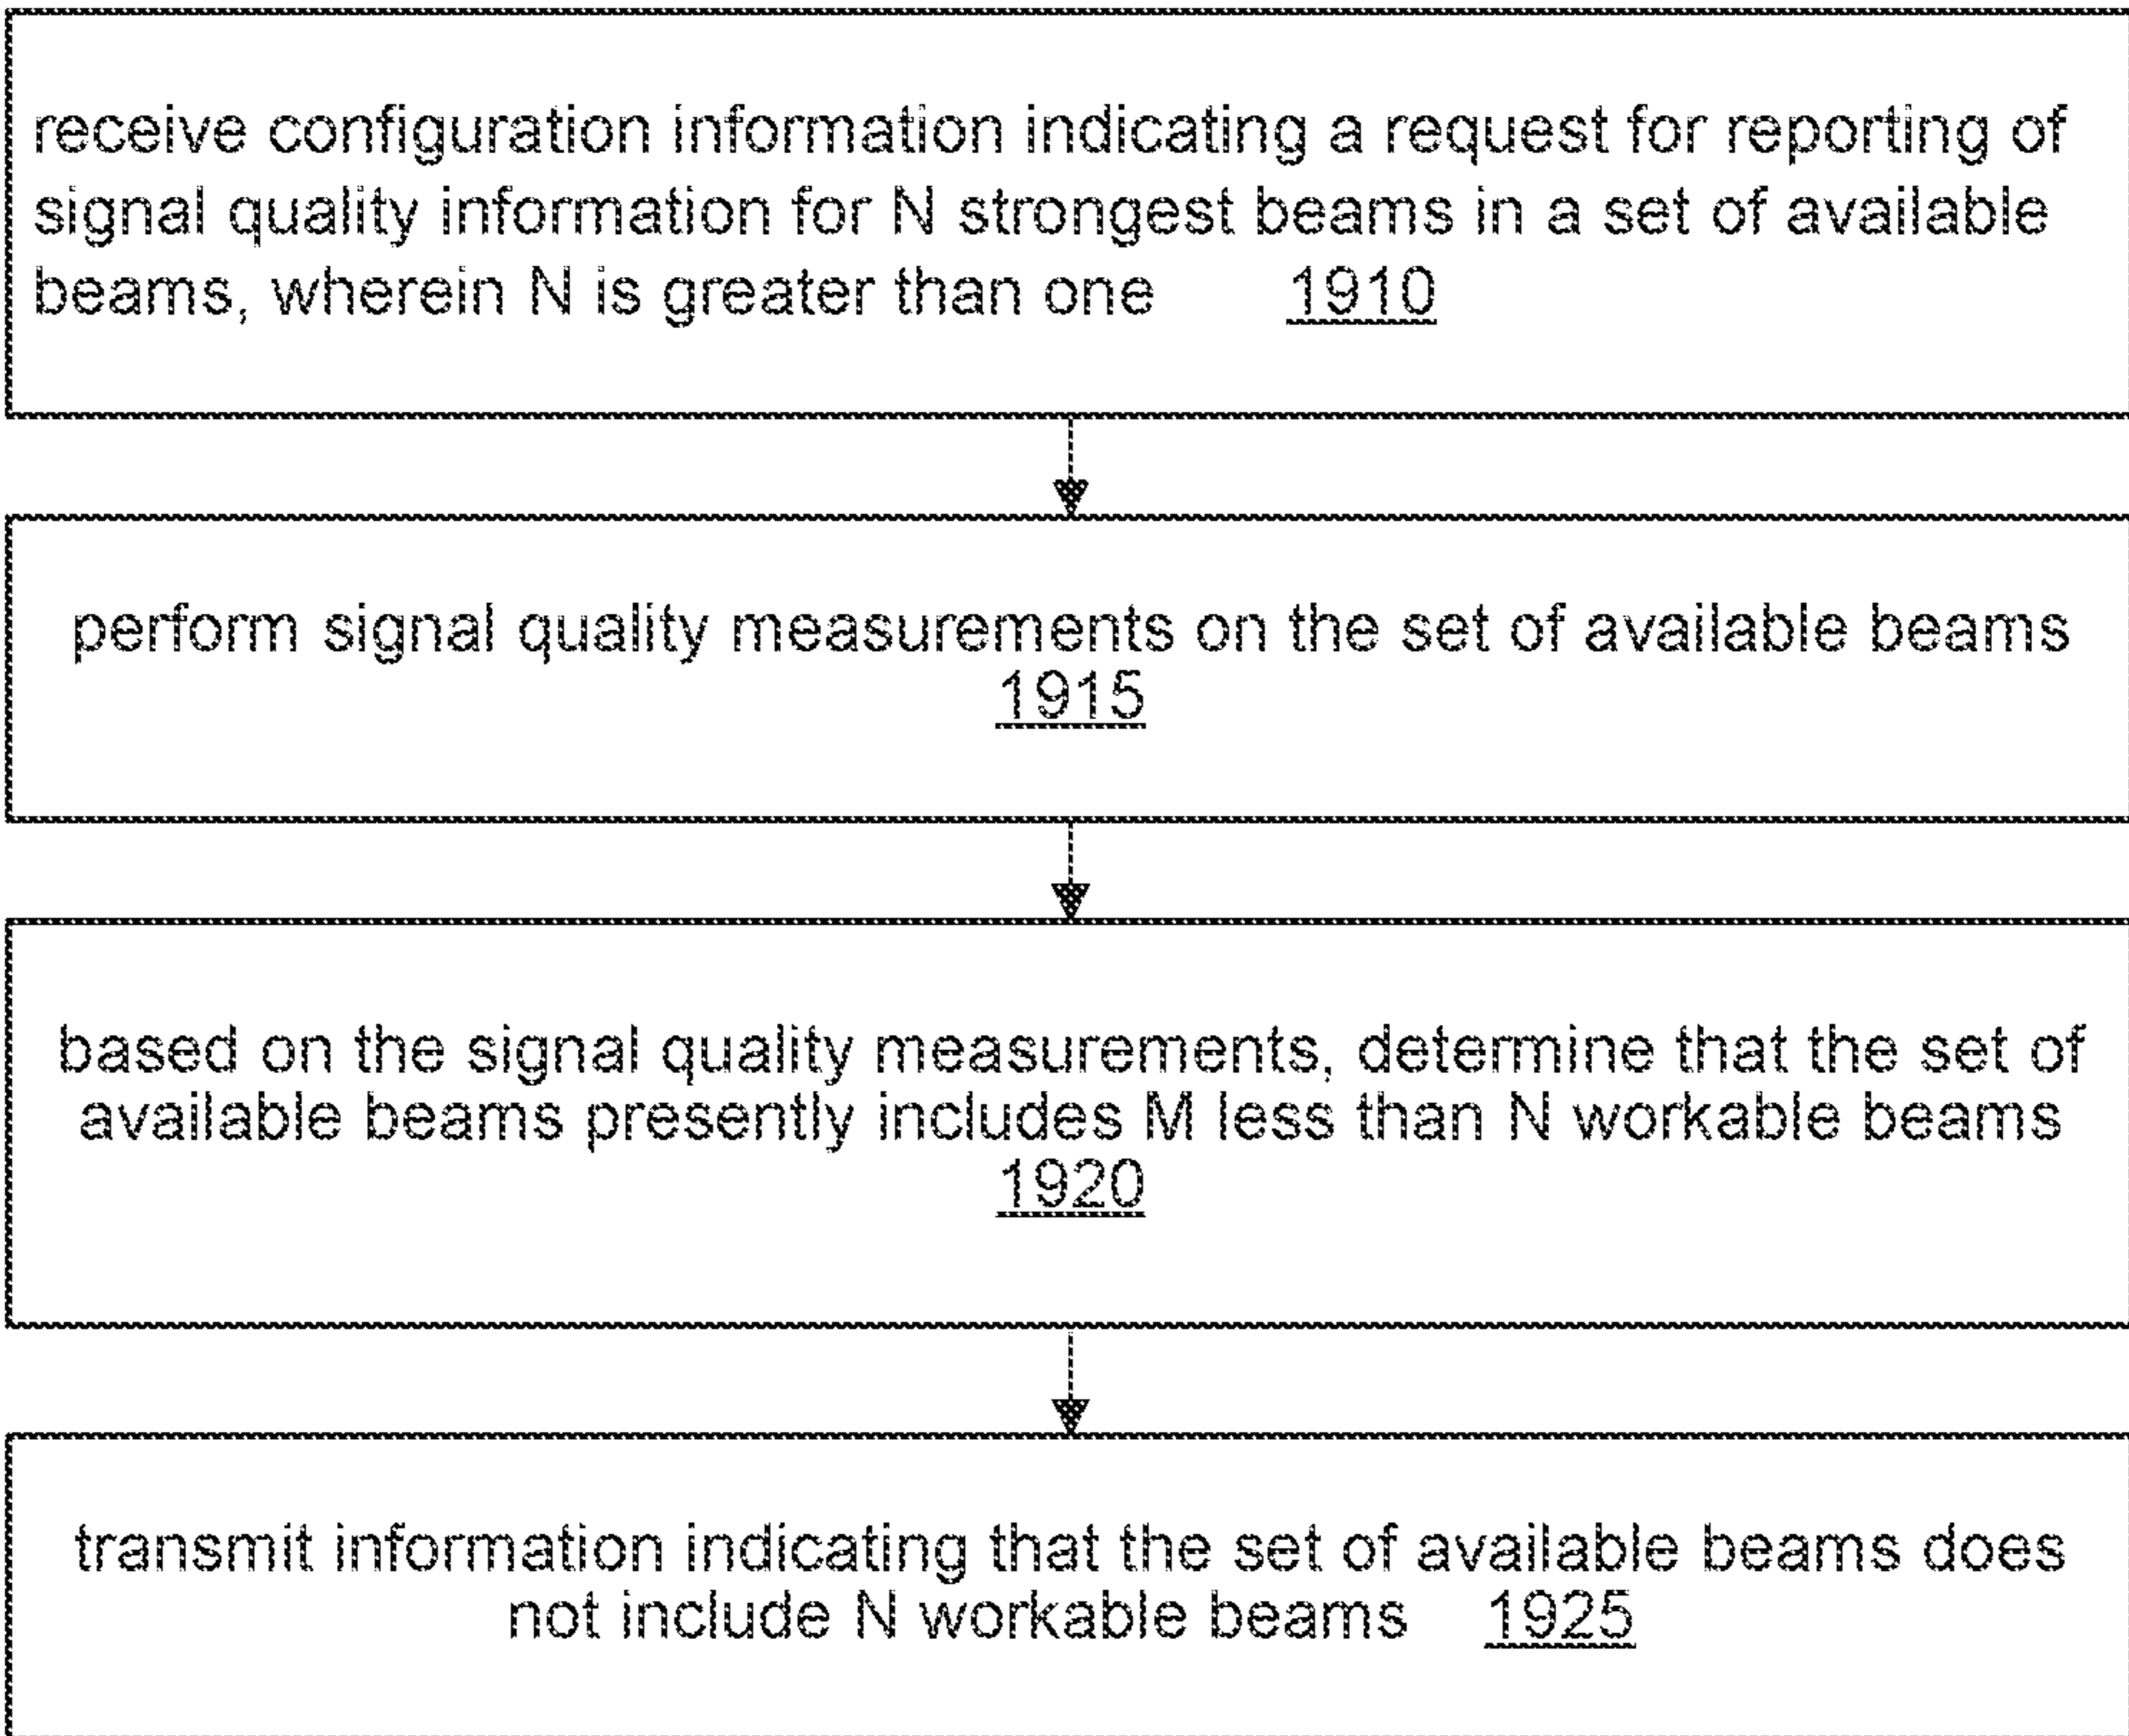 receive configuration information indicating a request for reporting of
signal quality information for N strongest beams in a set of available
beams, wherein N is greater than one 1910
perform signal quality measurements on the set of available beams
1915
based on the signal quality measurements, determine that the set of
available beams presently includes M less than N workable beams
1920
transmit information indicating that the set of available beams does
not include N workable beams 1925